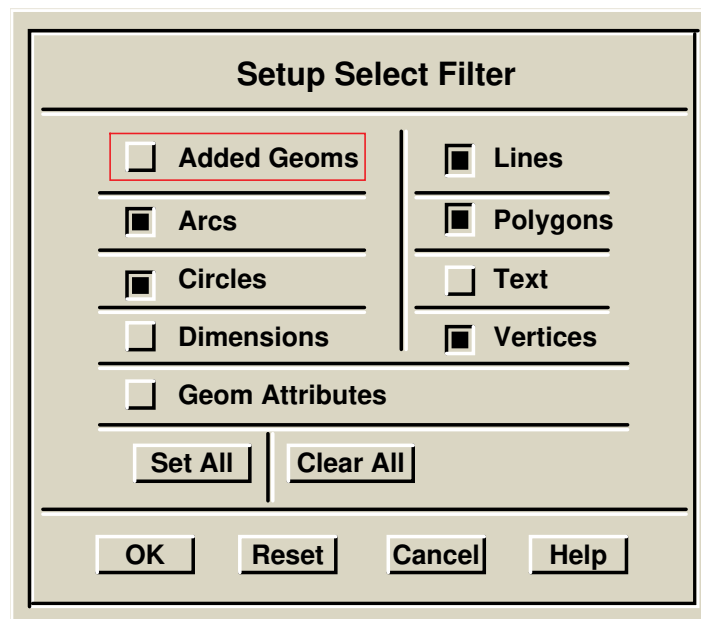 Setup Select Filter
Added Geoms
Lines
Arcs
Polygons
Circles
Text
Dimensions
Vertices
Geom Attributes
Set All
Clear All
OK
Reset
Cancel
Help